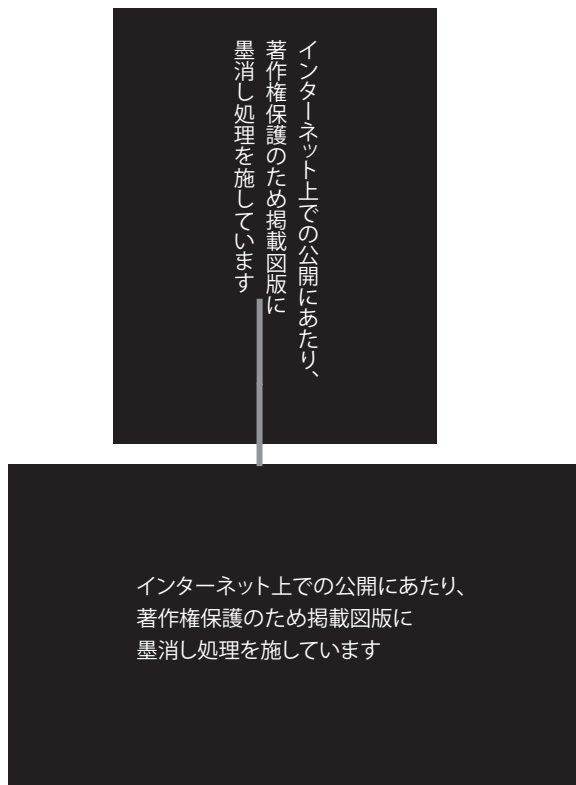 インターネット上での公開にあたり、
著作権保護のため掲載図版に
墨消し処理を施しています
インターネット上での公開にあたり、
著作権保護のため掲載図版に
墨消し処理を施しています